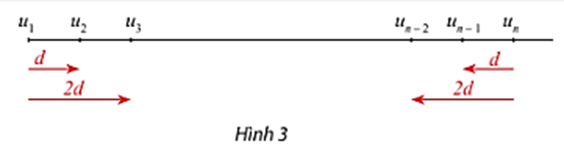 u₁ u₂ u₃ uₙ₋₂ uₙ₋₁ uₙ
d d
2d 2d
Hình 3